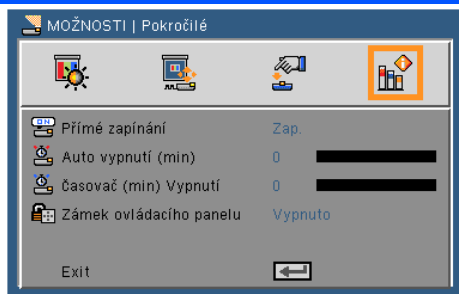 MOŽNOSTI | Pokročilé
Přímé zapínání Zap.
Auto vypnutí (min) 0
časovač (min) Vypnutí 0
Zámek ovládacího panelu Vypnuto
Exit